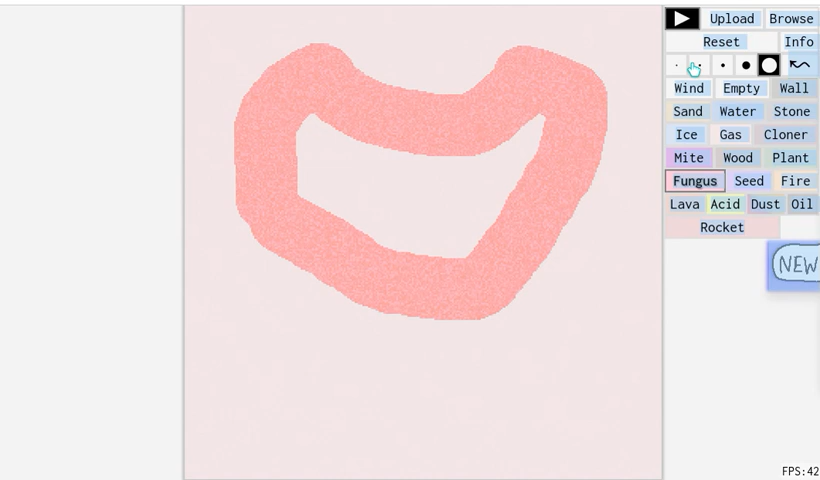 Upload Browse
Reset Info
Wind Empty Wall
Sand Water Stone
Ice Gas Cloner
Mite Wood Plant
Fungus Seed Fire
Lava Acid Dust Oil
Rocket
NEW
FPS:42